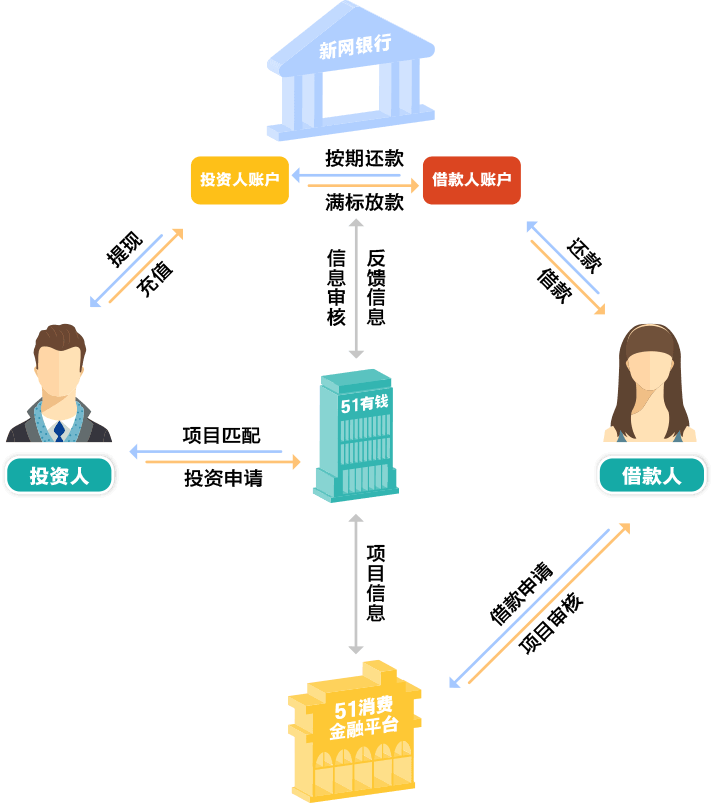 新网银行
按期还款
投资人账户
借款人账户
满标放款
提现
充值
信息审核
反馈信息
还款
借款
51有钱
项目匹配
投资申请
投资人
借款人
项目信息
借款申请
项目审核
51消费
金融平台